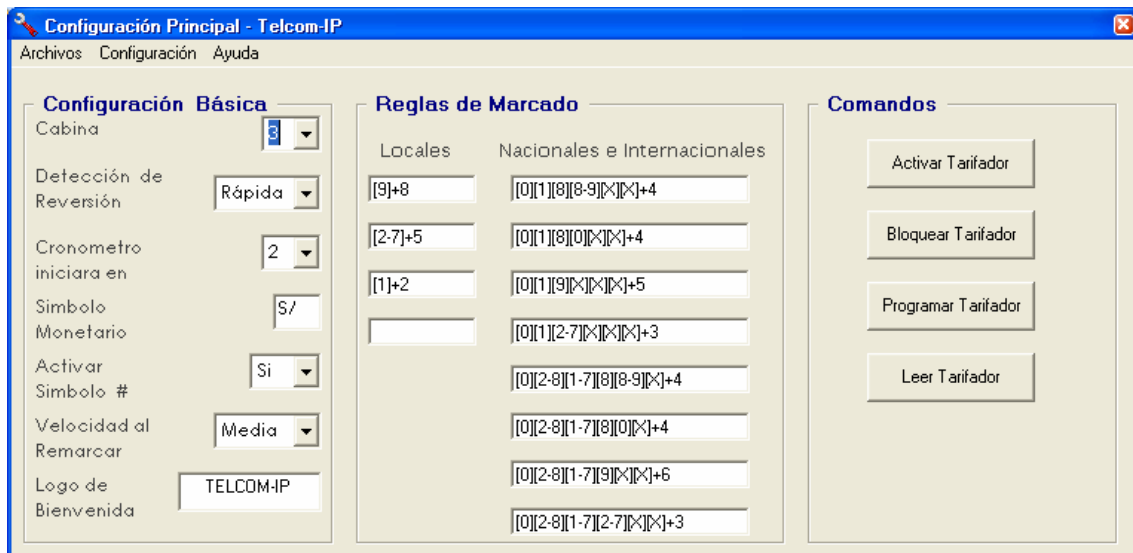 Configuración Principal - Telcom-IP
Archivos Configuración Ayuda
Configuración Básica
Cabina
3
Detección de
Reversión
Rápida
Cronometro
iniciara en
2
Simbolo
Monetario
S/
Activar
Simbolo #
Si
Velocidad al
Remarcar
Media
Logo de
Bienvenida
TELCOM-IP
Reglas de Marcado
Locales
[9]+8
[2-7]+5
[1]+2
Nacionales e Internacionales
[0][1][8][8-9][X][X]+4
[0][1][8][0][X][X]+4
[0][1][9][X][X][X]+5
[0][1][2-7][X][X][X]+3
[0][2-8][1-7][8][8-9][X]+4
[0][2-8][1-7][8][0][X]+4
[0][2-8][1-7][9][X][X]+6
[0][2-8][1-7][2-7][X][X]+3
Comandos
Activar Tarifador
Bloquear Tarifador
Programar Tarifador
Leer Tarifador